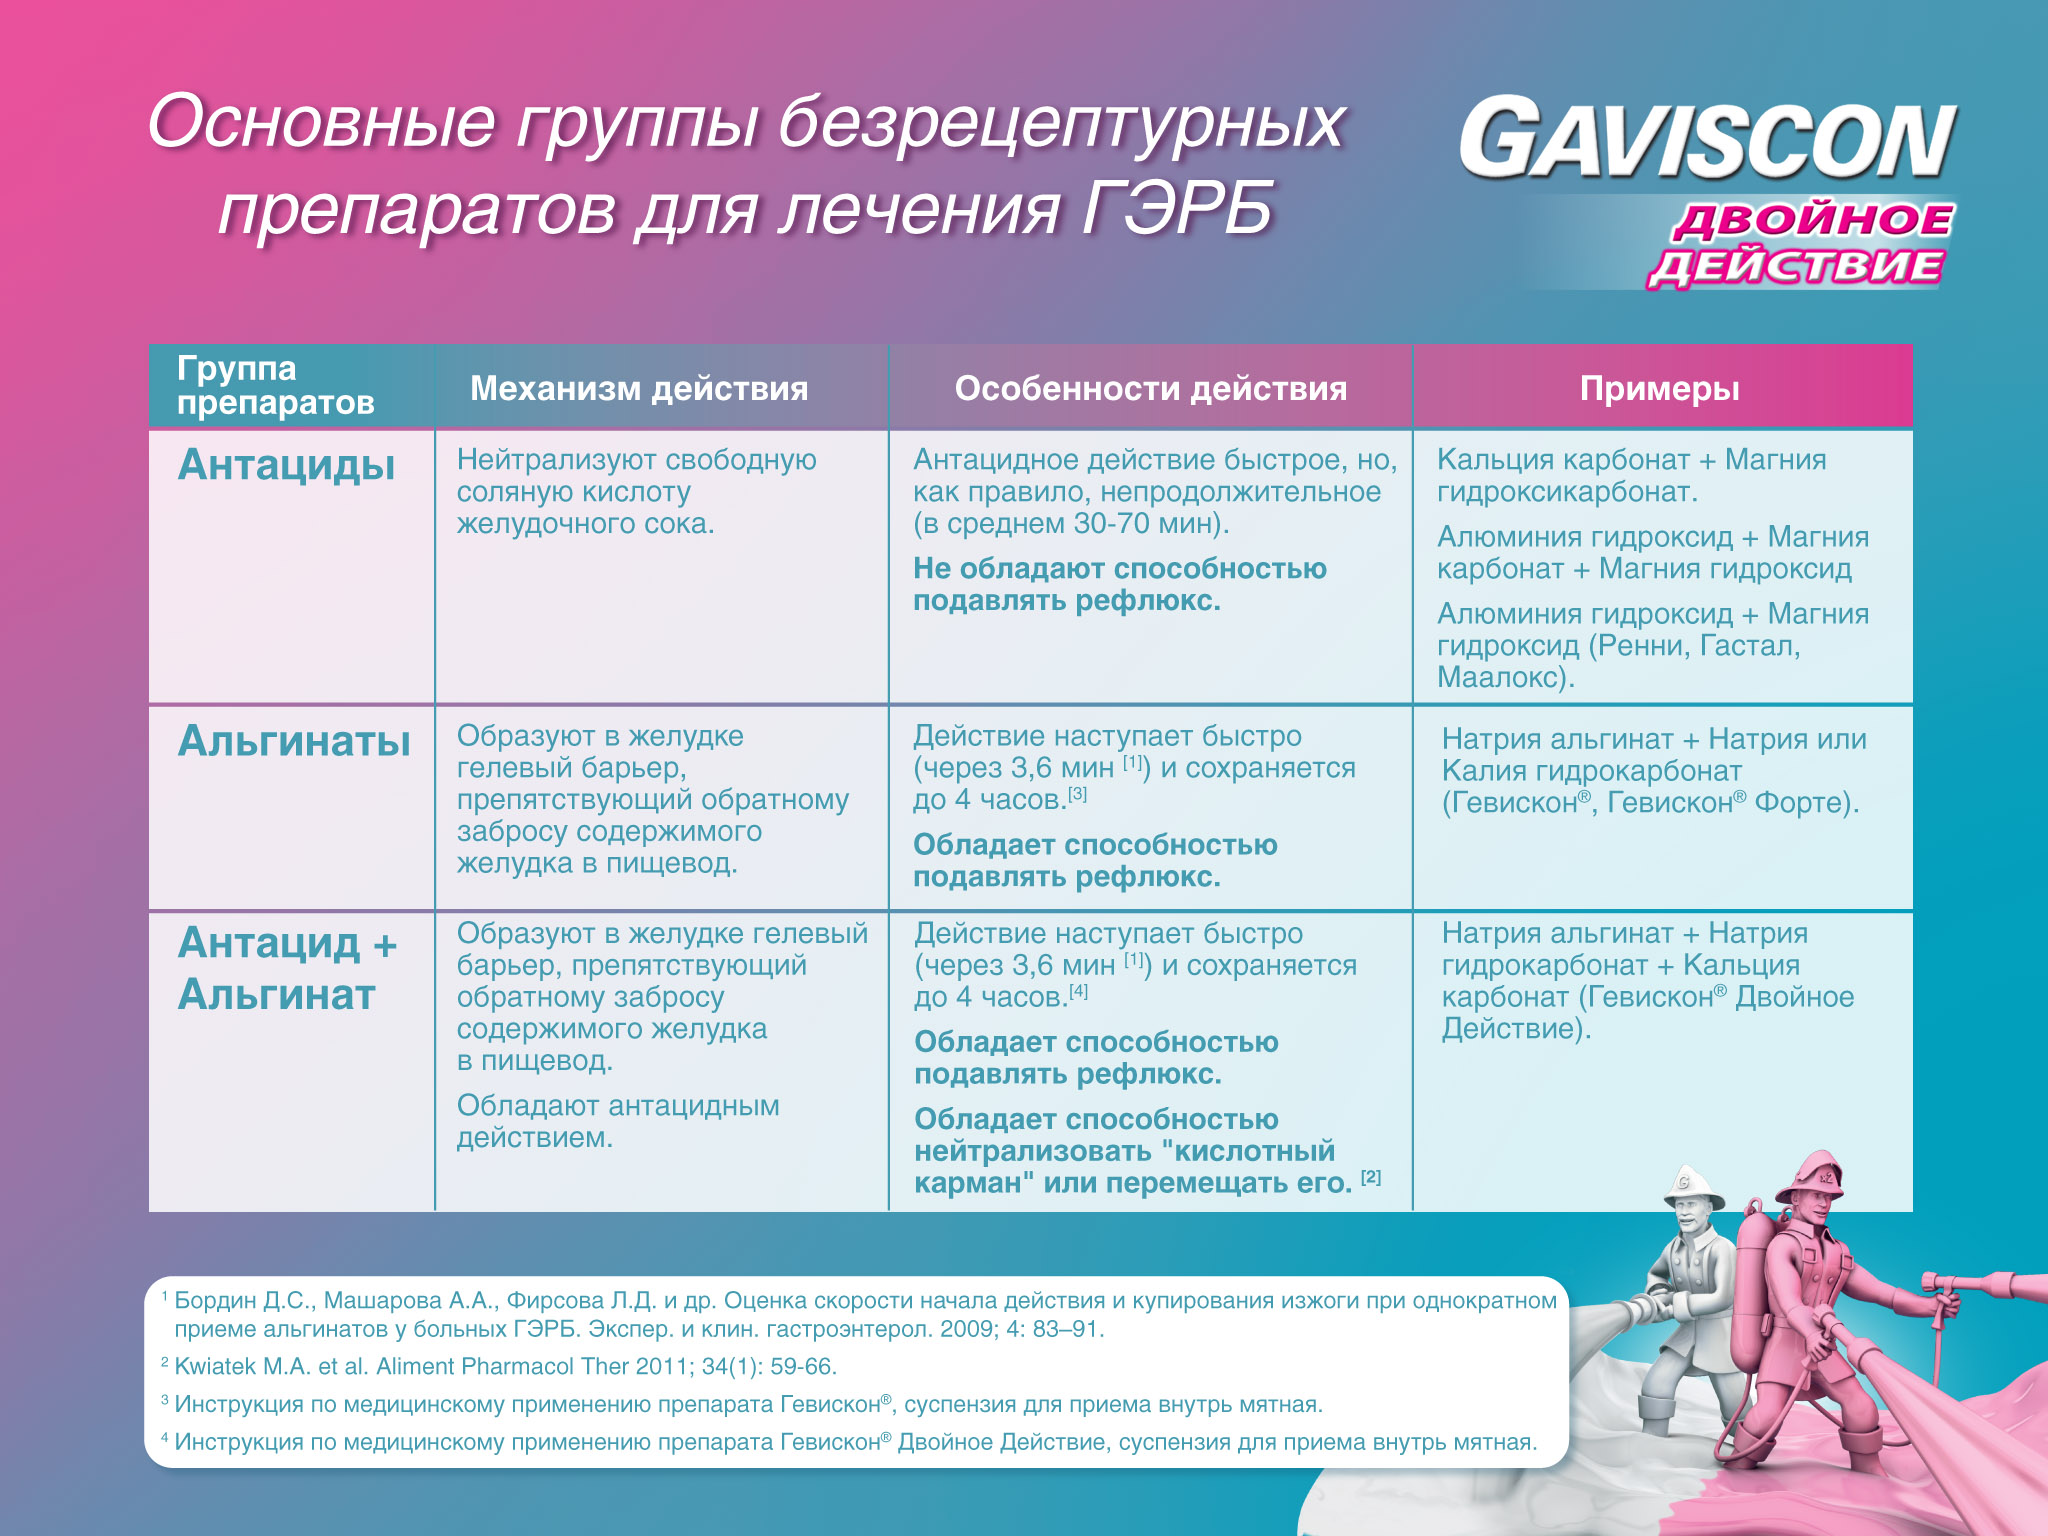 Основные группы безрецептурных
препаратов для лечения ГЭРБ
GAVISCON
ДВОЙНОЕ
ДЕЙСТВИЕ
Группа
препаратов
Механизм действия
Особенности действия
Примеры
Антациды
Нейтрализуют свободную
соляную кислоту
желудочного сока.
Антацидное действие быстрое, но,
как правило, непродолжительное
(в среднем 30-70 мин).
Не обладают способностью
подавлять рефлюкс.
Кальция карбонат + Магния
гидроксикарбонат.
Алюминия гидроксид + Магния
карбонат + Магния гидроксид
Алюминия гидроксид + Магния
гидроксид (Ренни, Гастал,
Маалокс).
Альгинаты
Образуют в желудке
гелевый барьер,
препятствующий обратному
забросу содержимого
желудка в пищевод.
Действие наступает быстро
(через 3,6 мин [1]) и сохраняется
до 4 часов.[3]
Обладает способностью
подавлять рефлюкс.
Натрия альгинат + Натрия или
Калия гидрокарбонат
(Гевискон®, Гевискон® Форте).
Антацид +
Альгинат
Образуют в желудке гелевый
барьер, препятствующий
обратному забросу
содержимого желудка
в пищевод.
Обладают антацидным
действием.
Действие наступает быстро
(через 3,6 мин [1]) и сохраняется
до 4 часов.[4]
Обладает способностью
подавлять рефлюкс.
Обладает способностью
нейтрализовать "кислотный
карман" или перемещать его. [2]
Натрия альгинат + Натрия
гидрокарбонат + Кальция
карбонат (Гевискон® Двойное
Действие).
G
x2
1 Бордин Д.С., Машарова А.А., Фирсова Л.Д. и др. Оценка скорости начала действия и купирования изжоги при однократном
приеме альгинатов у больных ГЭРБ. Экспер. и клин. гастроэнтерол. 2009; 4: 83–91.
2 Kwiatek M.A. et al. Aliment Pharmacol Ther 2011; 34(1): 59-66.
3 Инструкция по медицинскому применению препарата Гевискон®, суспензия для приема внутрь мятная.
4 Инструкция по медицинскому применению препарата Гевискон® Двойное Действие, суспензия для приема внутрь мятная.